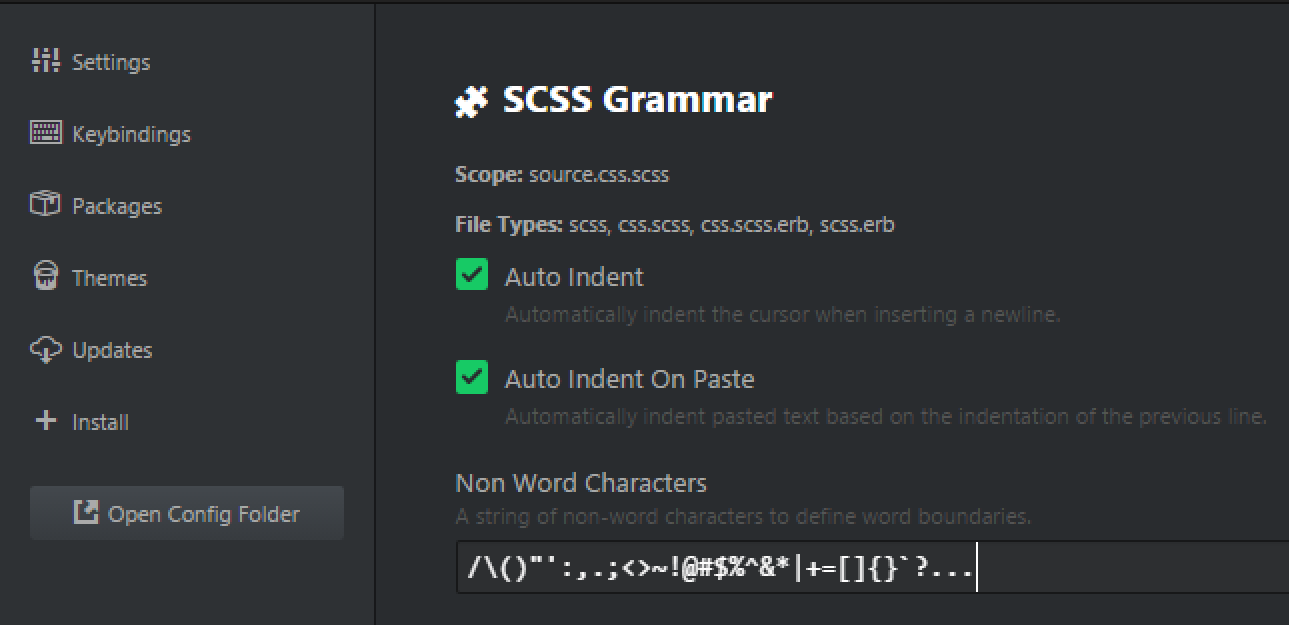 Settings
Keybindings
Packages
Themes
Updates
Install
Open Config Folder
SCSS Grammar
Scope: source.css.scss
File Types: scss, css.scss, css.scss.erb, scss.erb
Auto Indent
Automatically indent the cursor when inserting a newline.
Auto Indent On Paste
Automatically indent pasted text based on the indentation of the previous line.
Non Word Characters
A string of non-word characters to define word boundaries.
/\()"':,.;<>~!@#$%^&*|+=[]{}`?...